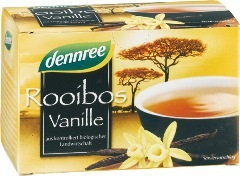 dennree
Rooibos
Vanille
aus kontrolliert biologischer
Landwirtschaft